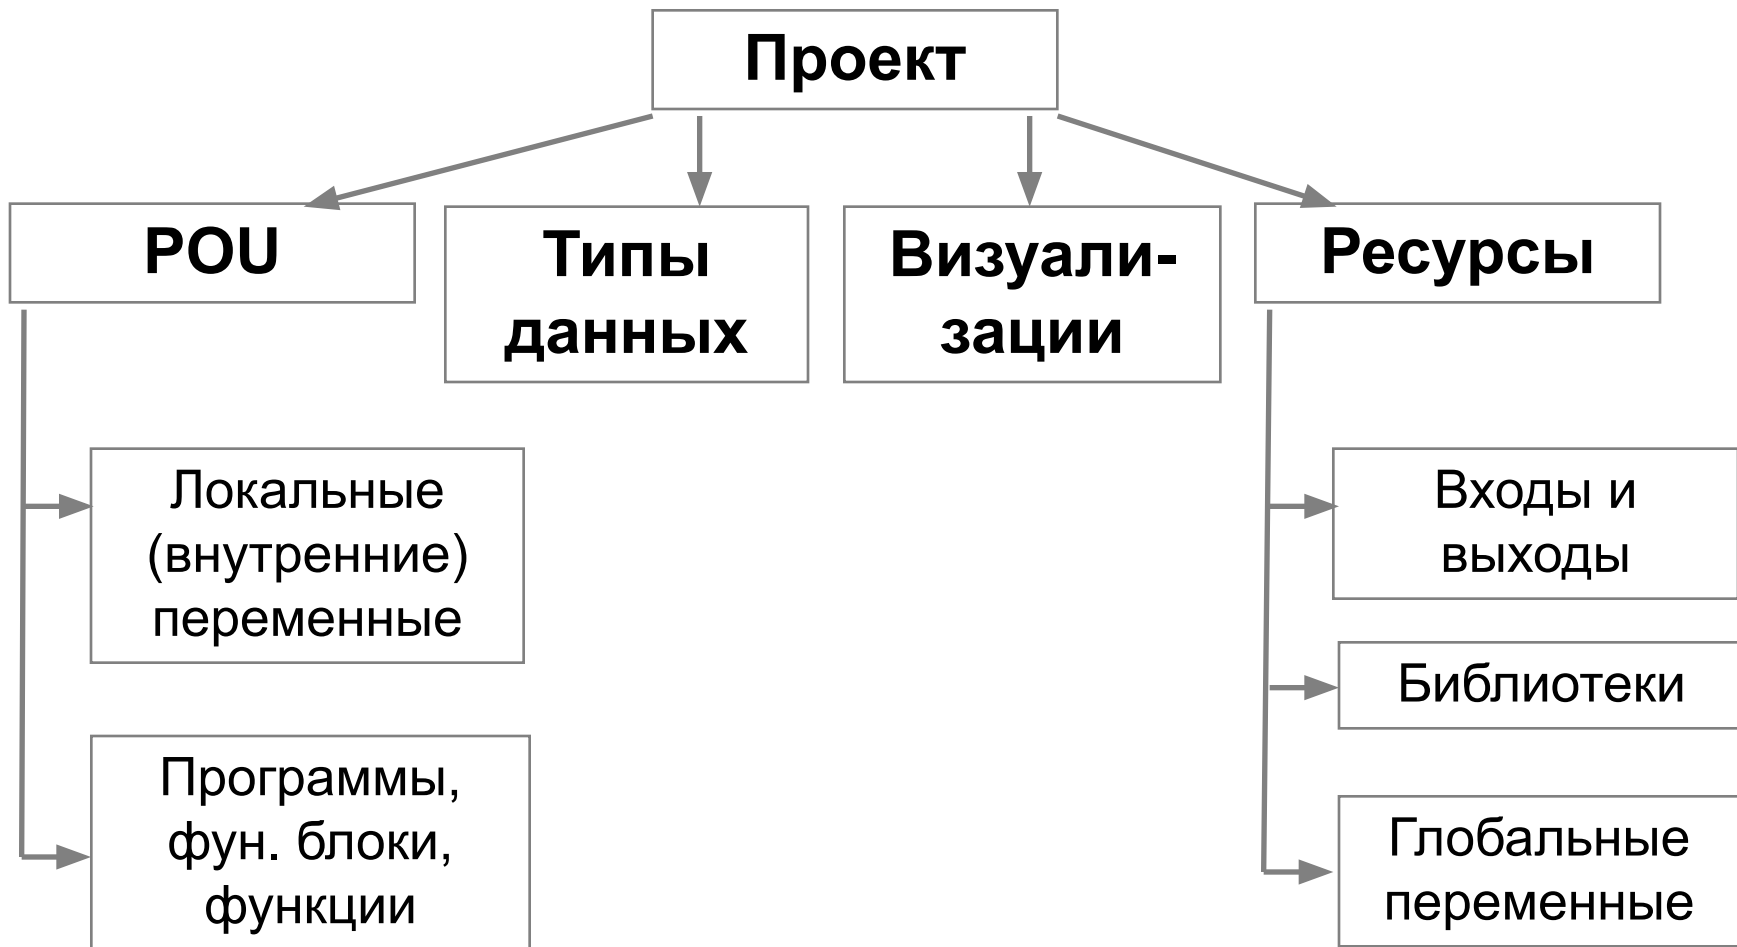 Проект
POU
Типы
данных
Визуали-
зации
Ресурсы
Локальные
(внутренние)
переменные
Программы,
фун. блоки,
функции
Входы и
выходы
Библиотеки
Глобальные
переменные